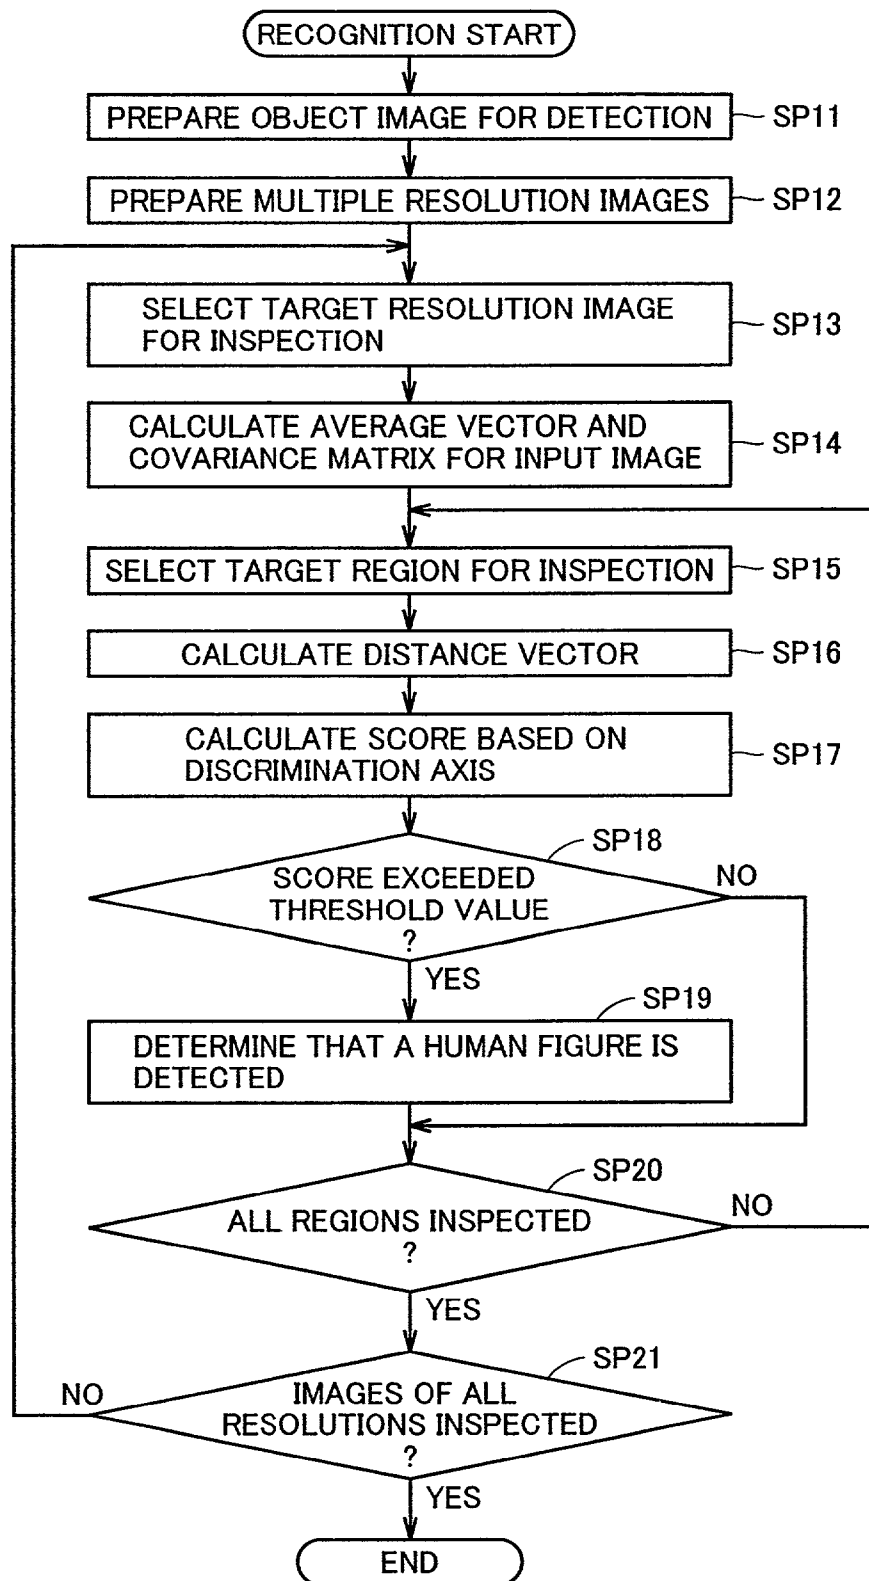 RECOGNITION START
PREPARE OBJECT IMAGE FOR DETECTION
SP11
PREPARE MULTIPLE RESOLUTION IMAGES
SP12
SELECT TARGET RESOLUTION IMAGE
FOR INSPECTION
SP13
CALCULATE AVERAGE VECTOR AND
COVARIANCE MATRIX FOR INPUT IMAGE
SP14
SELECT TARGET REGION FOR INSPECTION
SP15
CALCULATE DISTANCE VECTOR
SP16
CALCULATE SCORE BASED ON
DISCRIMINATION AXIS
SP17
SP18
SCORE EXCEEDED
THRESHOLD VALUE
?
NO
YES
SP19
DETERMINE THAT A HUMAN FIGURE IS
DETECTED
SP20
ALL REGIONS INSPECTED
?
NO
YES
SP21
IMAGES OF ALL
RESOLUTIONS INSPECTED
?
NO
YES
END